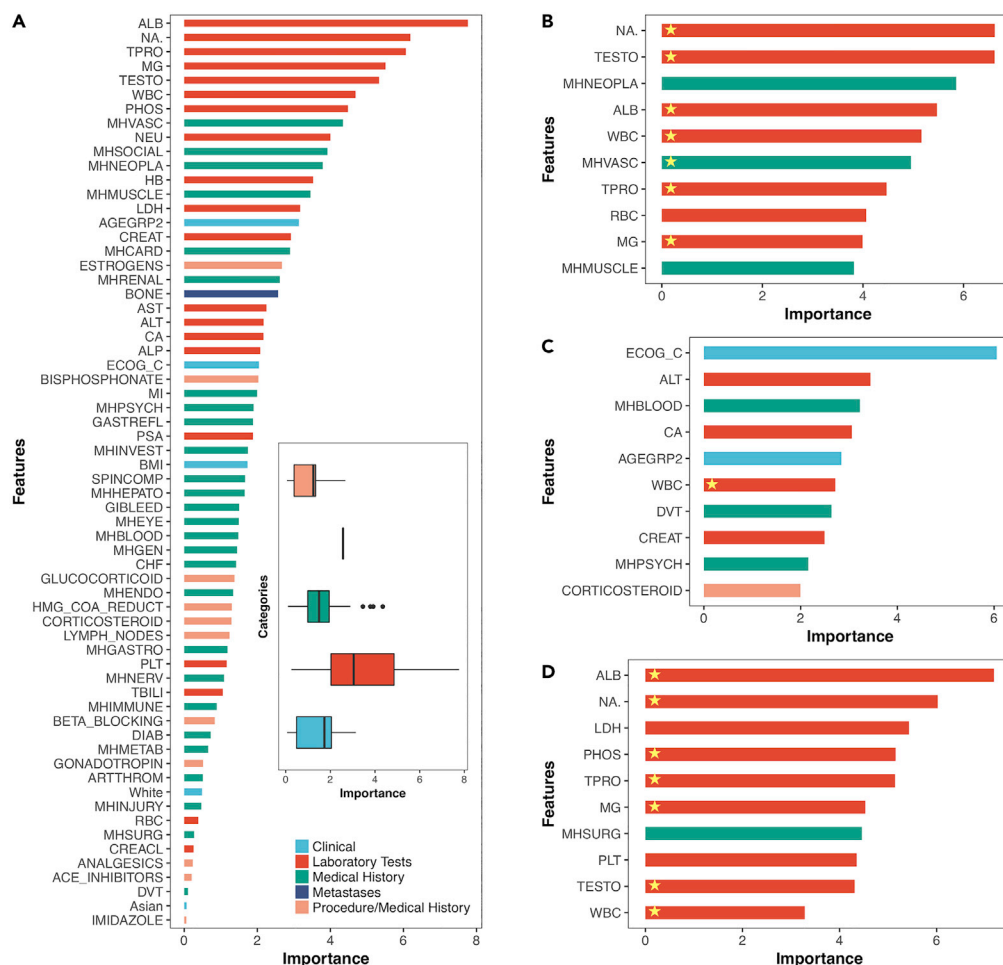 A
ALB
NA.
TPRO
MG
TESTO
WBC
PHOS
MHVASC
NEU
MHSOCIAL
MHNEOPLA
HB
MHMUSCLE
LDH
AGEGRP2
CREAT
MHCARD
ESTROGENS
MHRENAL
BONE
AST
ALT
CA
ALP
ECOG_C
BISPHOSPHONATE
MI
MHPSYCH
GASTREFL
PSA
MHINVEST
BMI
SPINCOMP
MHHEPATO
GIBLEED
MHEYE
MHBLOOD
MHGEN
CHF
GLUCOCORTICOID
MHENDO
HMG_COA_REDUCT
CORTICOSTEROID
LYMPH_NODES
MHGASTRO
PLT
MHNERV
TBILI
MHIMMUNE
BETA_BLOCKING
DIAB
MHMETAB
GONADOTROPIN
ARTTHROM
White
MHINJURY
RBC
MHSURG
CREACL
ANALGESICS
ACE_INHIBITORS
DVT
Asian
IMIDAZOLE
Features
0 2 4 6 8
Importance
Categories
0 2 4 6 8
Importance
Clinical
Laboratory Tests
Medical History
Metastases
Procedure/Medical History
B
NA.
TESTO
MHNEOPLA
ALB
WBC
MHVASC
TPRO
RBC
MG
MHMUSCLE
Features
0 2 4 6
Importance
C
ECOG_C
ALT
MHBLOOD
CA
AGEGRP2
WBC
DVT
CREAT
MHPSYCH
CORTICOSTEROID
Features
0 2 4 6
Importance
D
ALB
NA.
LDH
PHOS
TPRO
MG
MHSURG
PLT
TESTO
WBC
Features
0 2 4 6
Importance